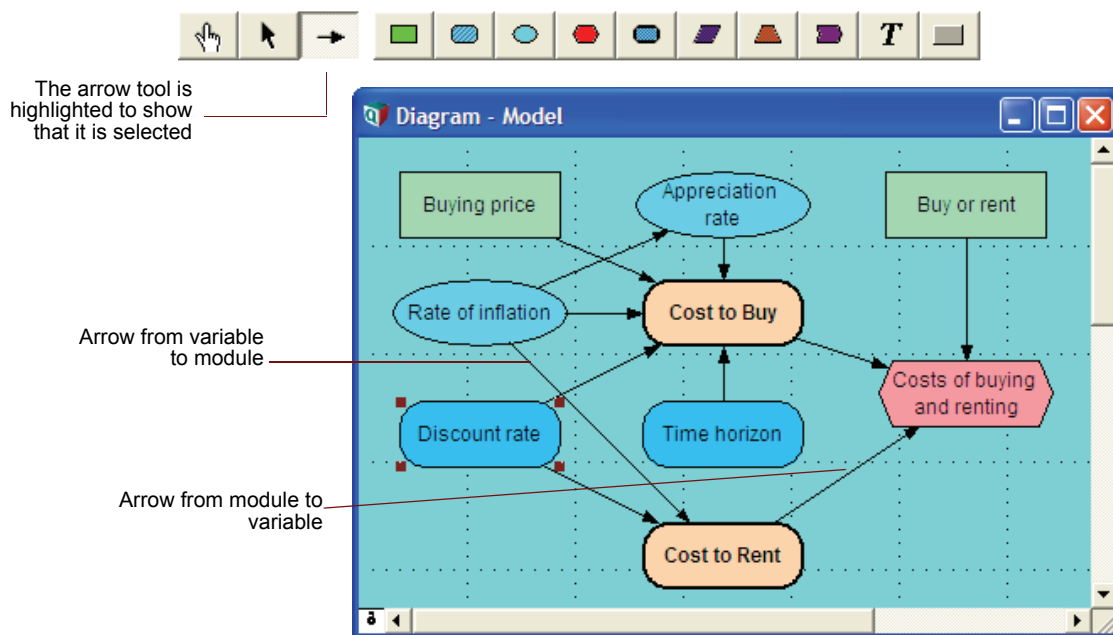 T
The arrow tool is
highlighted to show
that it is selected
Diagram - Model
Buying price
Appreciation
rate
Buy or rent
Rate of inflation
Cost to Buy
Arrow from variable
to module
Costs of buying
and renting
Discount rate
Time horizon
Arrow from module to
variable
Cost to Rent